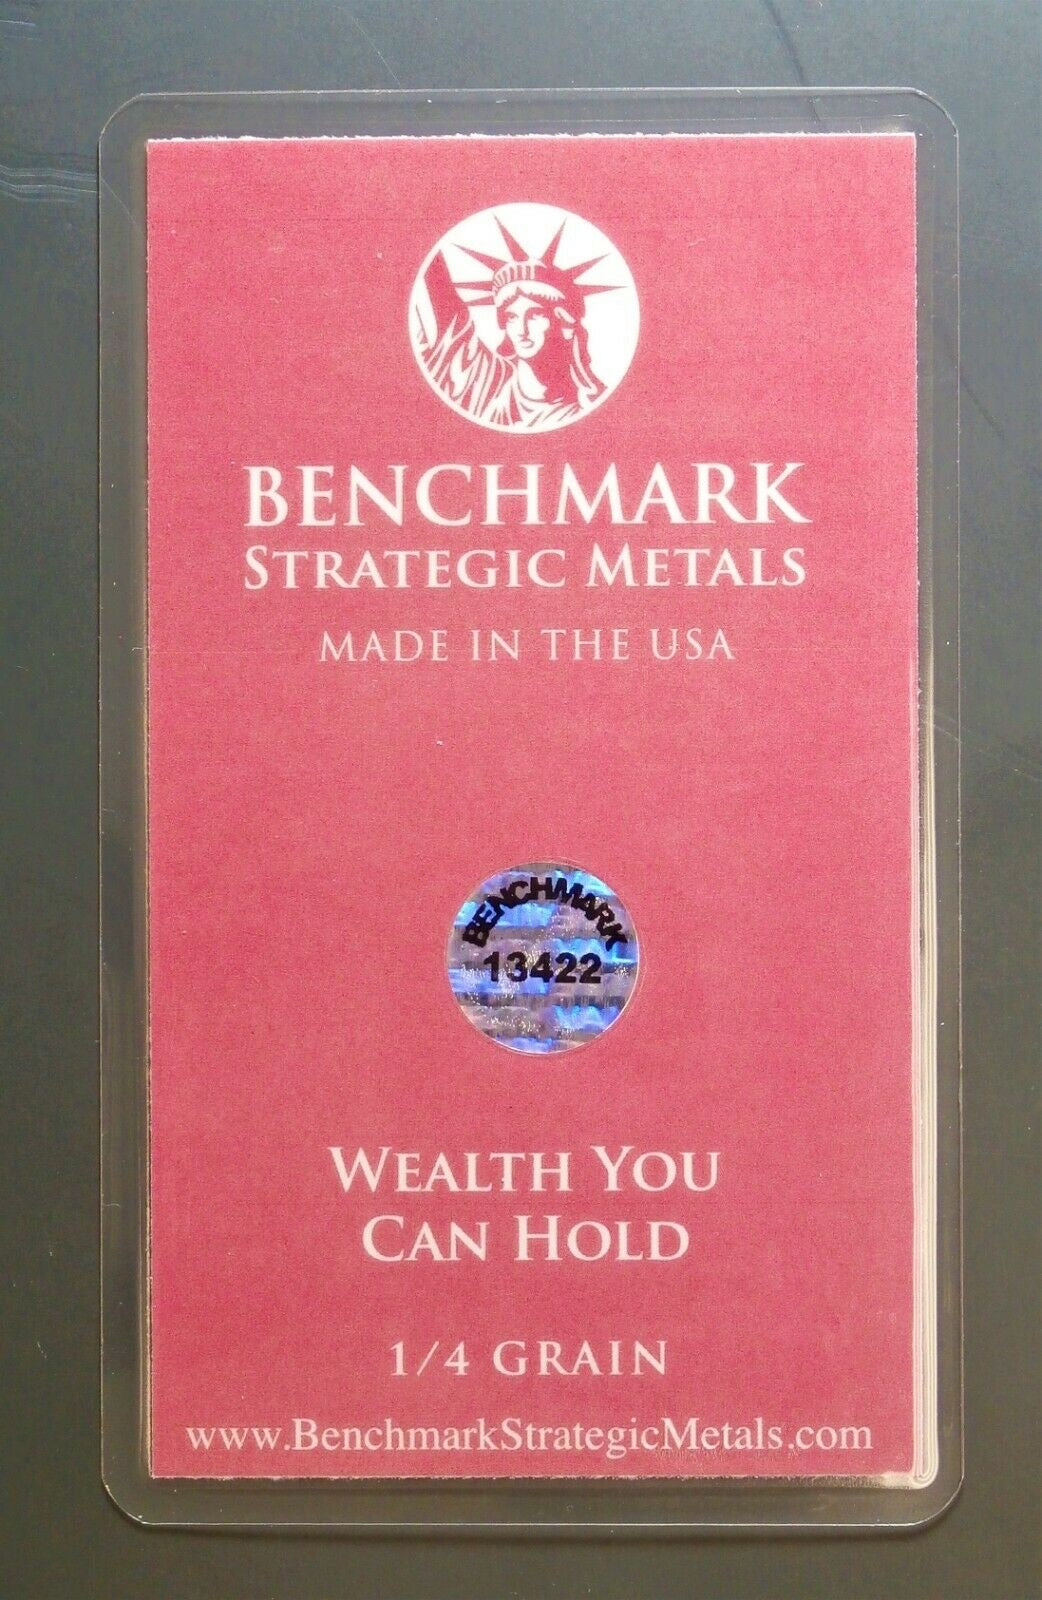 BENCHMARK
STRATEGIC METALS
MADE IN THE USA
BENCHMARK
13422
WEALTH YOU
CAN HOLD
1/4 GRAIN
www.BenchmarkStrategicMetals.com